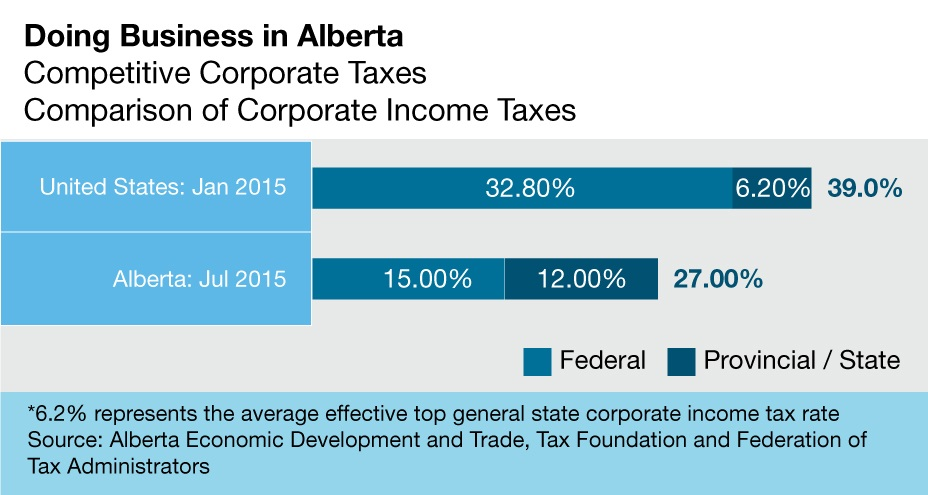 Doing Business in Alberta
Competitive Corporate Taxes
Comparison of Corporate Income Taxes
United States: Jan 2015 32.80% 6.20% 39.0%
Alberta: Jul 2015 15.00% 12.00% 27.00%
Federal Provincial / State
*6.2% represents the average effective top general state corporate income tax rate
Source: Alberta Economic Development and Trade, Tax Foundation and Federation of
Tax Administrators